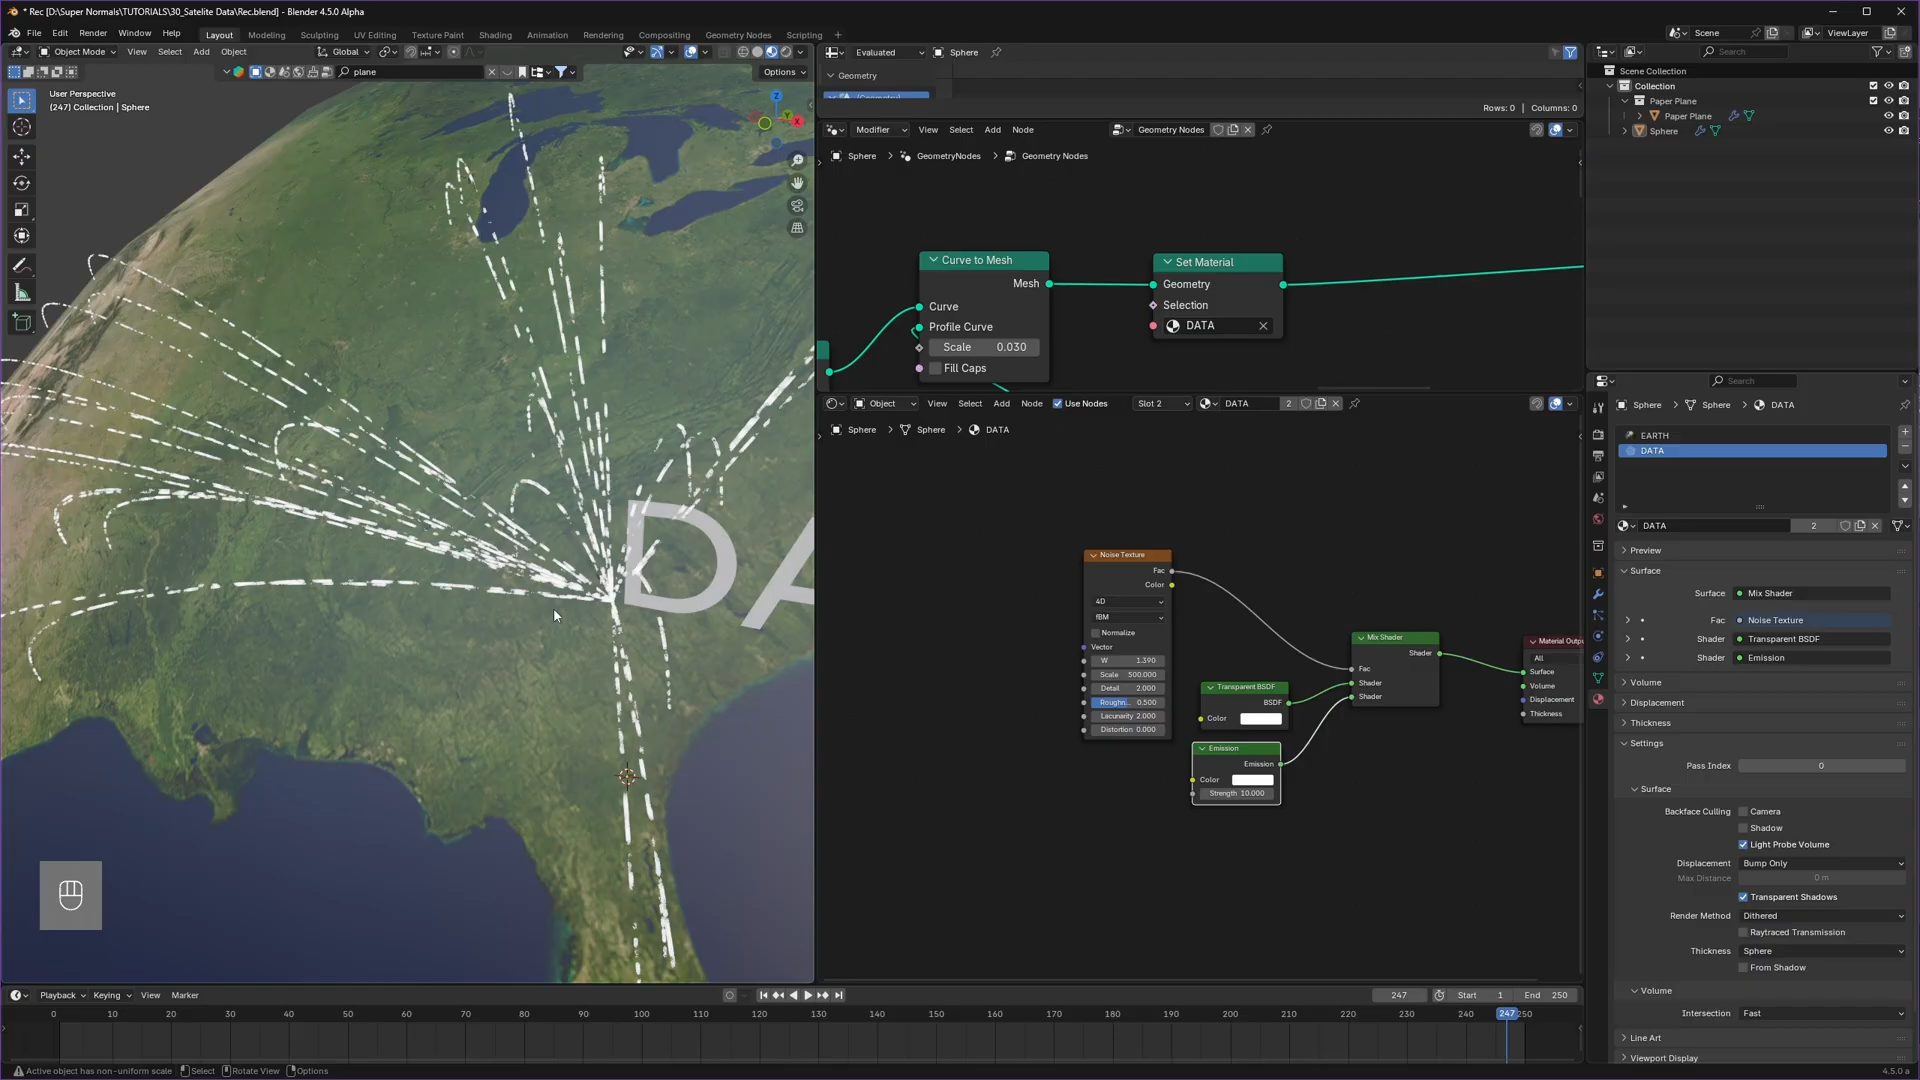 * Rec [D:\Super Normals\TUTORIALS\30_Satelite Data\Rec.blend] - Blender 4.5.0 Alpha
File Edit Render Window Help Layout Modeling Sculpting UV Editing Texture Paint Shading Animation Rendering Compositing Geometry Nodes Scripting + Scene ViewLayer
Object Mode View Select Add Object Global
plane Options
User Perspective
(247) Collection | Sphere
Z
Y
X
DA
Evaluated Sphere
Geometry
Rows: 0 | Columns: 0
Modifier View Select Add Node Geometry Nodes
Sphere > GeometryNodes > Geometry Nodes
Curve to Mesh
Mesh
Curve
Profile Curve
Scale 0.030
Fill Caps
Set Material
Geometry
Selection
DATA
Object View Select Add Node Use Nodes Slot 2 DATA 2
Sphere > Sphere > DATA
Noise Texture
Fac
Color
4D
fBM
Normalize
Vector
W 1.390
Scale 500.000
Detail 2.000
Roughn... 0.500
Lacunarity 2.000
Distortion 0.000
Transparent BSDF
BSDF
Color
Emission
Emission
Color
Strength 10.000
Mix Shader
Shader
Fac
Shader
Shader
Material Outp
All
Surface
Volume
Displacement
Thickness
Search
Scene Collection
Collection
Paper Plane
Paper Plane
Sphere
Search
Sphere > Sphere > DATA
EARTH
DATA
DATA 2
Preview
Surface
Surface Mix Shader
Fac Noise Texture
Shader Transparent BSDF
Shader Emission
Volume
Displacement
Thickness
Settings
Pass Index 0
Surface
Backface Culling Camera
Shadow
Light Probe Volume
Displacement Bump Only
Max Distance 0 m
Transparent Shadows
Render Method Dithered
Raytraced Transmission
Thickness Sphere
From Shadow
Volume
Intersection Fast
Line Art
Viewport Display
Playback Keying View Marker 247 Start 1 End 250
0 10 20 30 40 50 60 70 80 90 100 110 120 130 140 150 160 170 180 190 200 210 220 230 240 247 250
Active object has non-uniform scale Select Rotate View Options 4.5.0 a